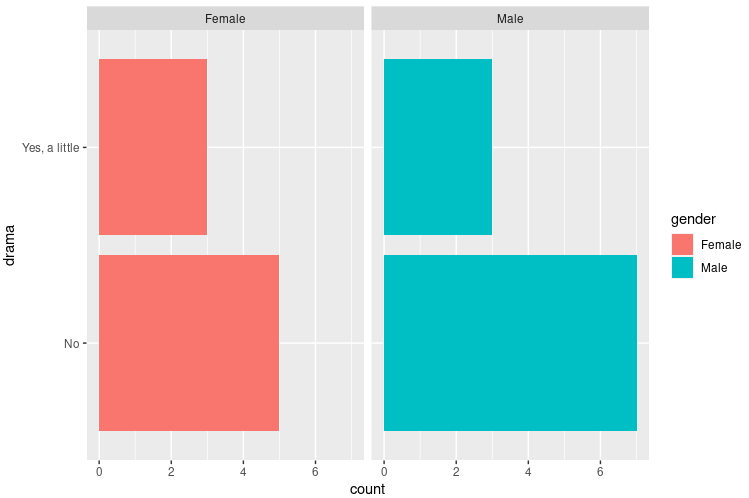 Female Male
drama
Yes, a little
No
0 2 4 6 0 2 4 6
count
gender
Female
Male